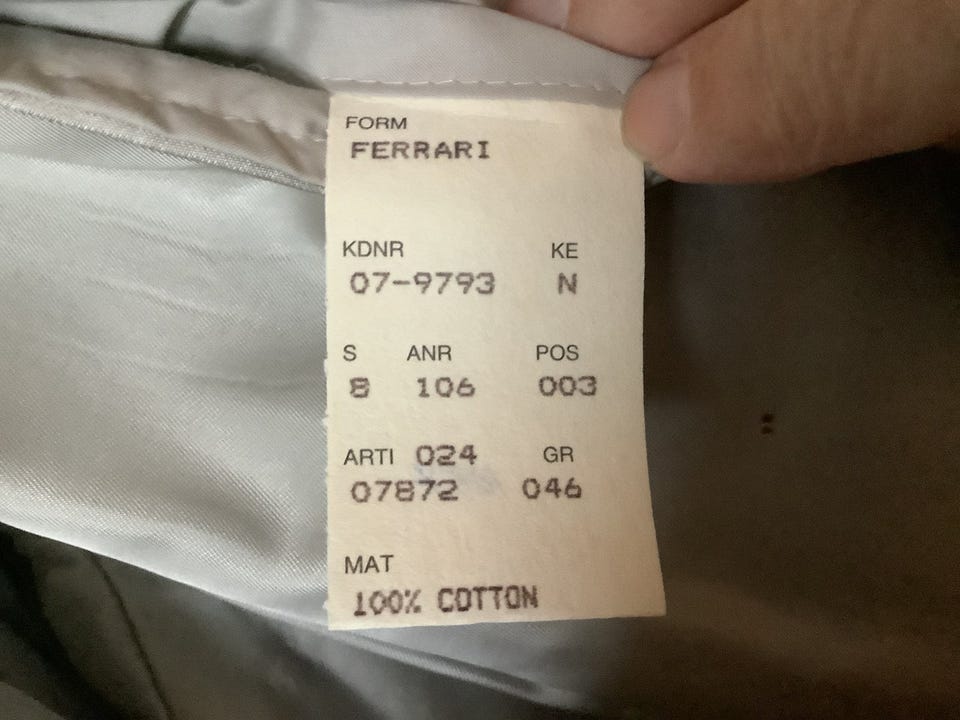 FORM
FERRARI
KDNR KE
07-9793 N
S ANR POS
8 106 003
ARTI 024 GR
07872 046
MAT
100% COTTON